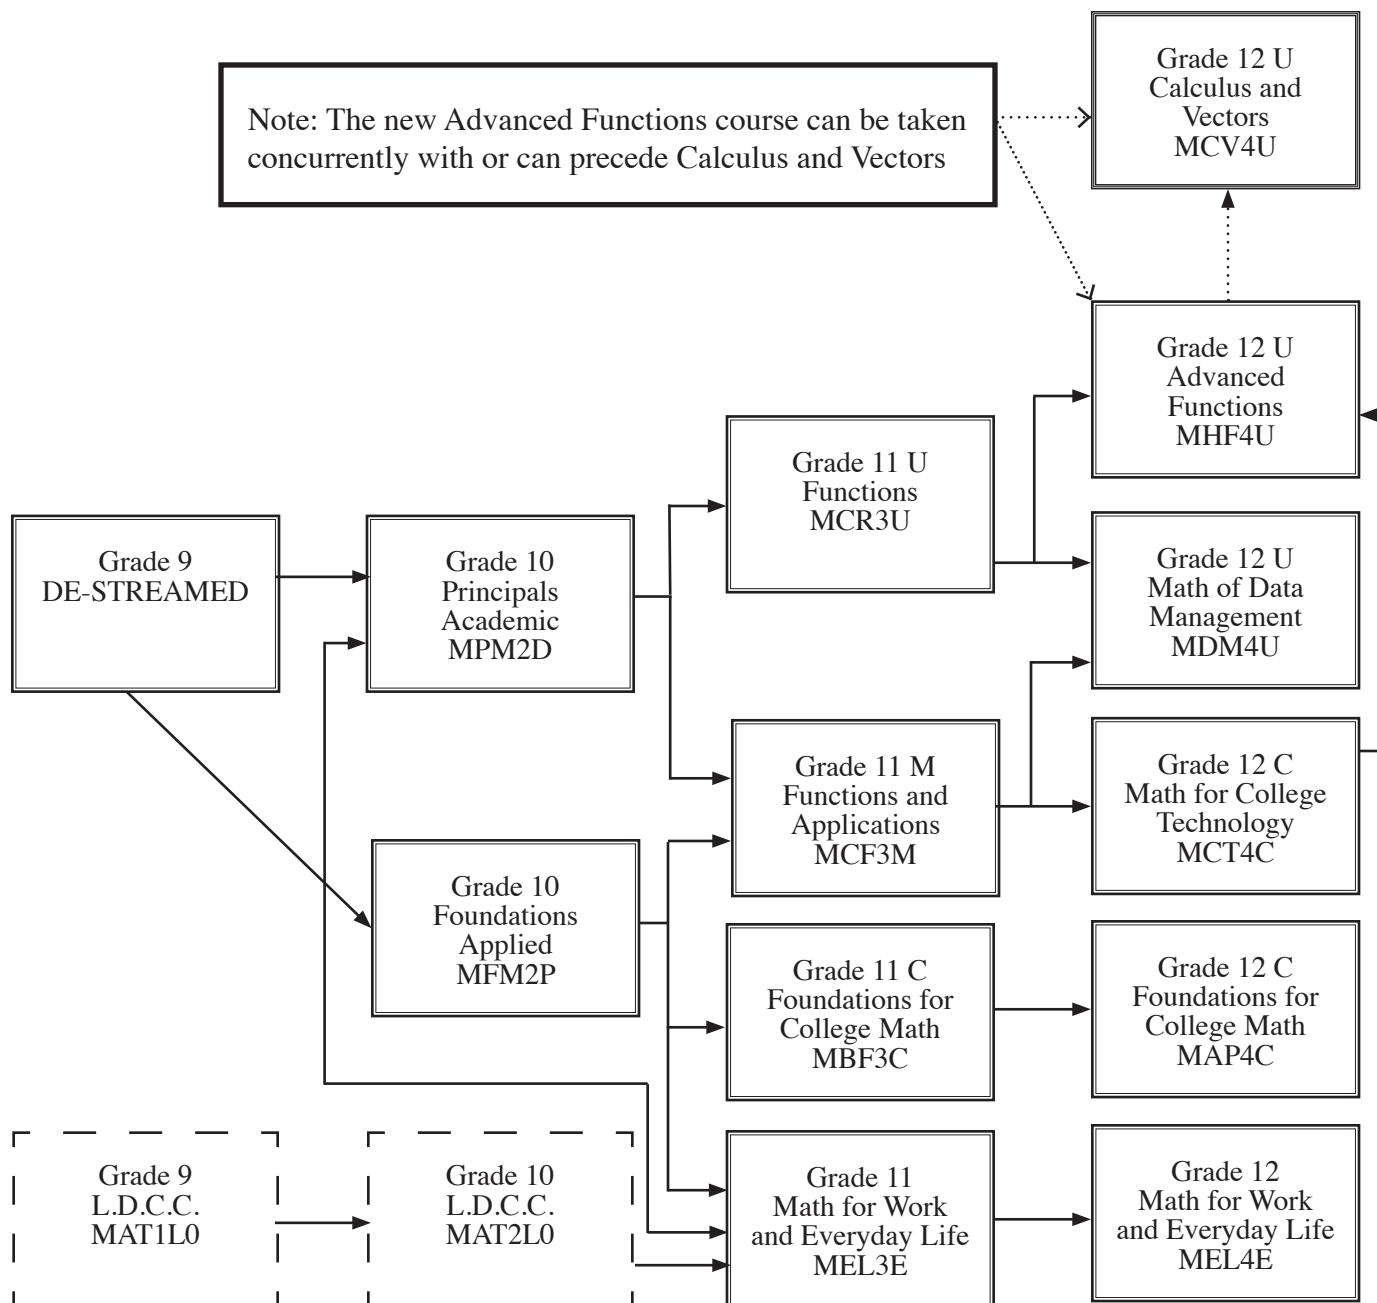 Grade 12 U
Calculus and
Vectors
MCV4U
Note: The new Advanced Functions course can be taken
concurrently with or can precede Calculus and Vectors
Grade 12 U
Advanced
Functions
MHF4U
Grade 11 U
Functions
MCR3U
Grade 9
DE-STREAMED
Grade 10
Principals
Academic
MPM2D
Grade 12 U
Math of Data
Management
MDM4U
Grade 11 M
Functions and
Applications
MCF3M
Grade 12 C
Math for College
Technology
MCT4C
Grade 10
Foundations
Applied
MFM2P
Grade 11 C
Foundations for
College Math
MBF3C
Grade 12 C
Foundations for
College Math
MAP4C
Grade 9
L.D.C.C.
MAT1L0
Grade 10
L.D.C.C.
MAT2L0
Grade 11
Math for Work
and Everyday Life
MEL3E
Grade 12
Math for Work
and Everyday Life
MEL4E